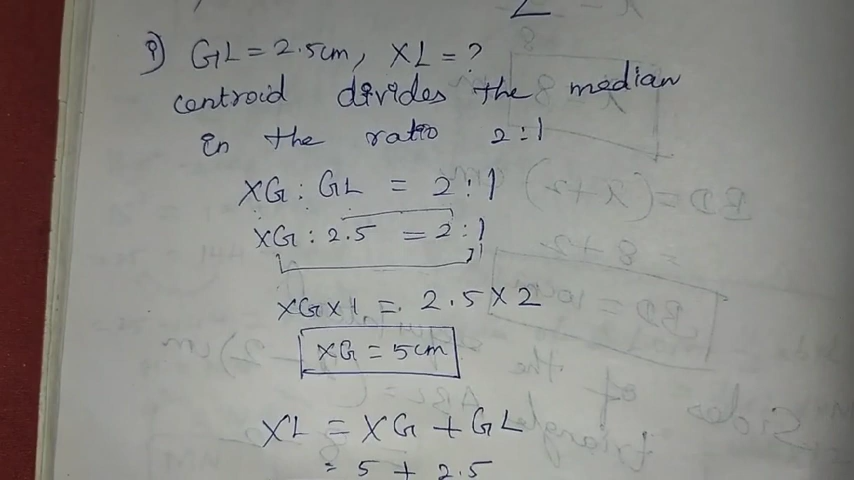 i) GL = 2.5cm, XL = ?
centroid divides the median
in the ratio 2:1
XG : GL = 2 : 1
XG : 2.5 = 2 : 1
XG × 1 = 2.5 × 2
XG = 5cm
XL = XG + GL
= 5 + 2.5